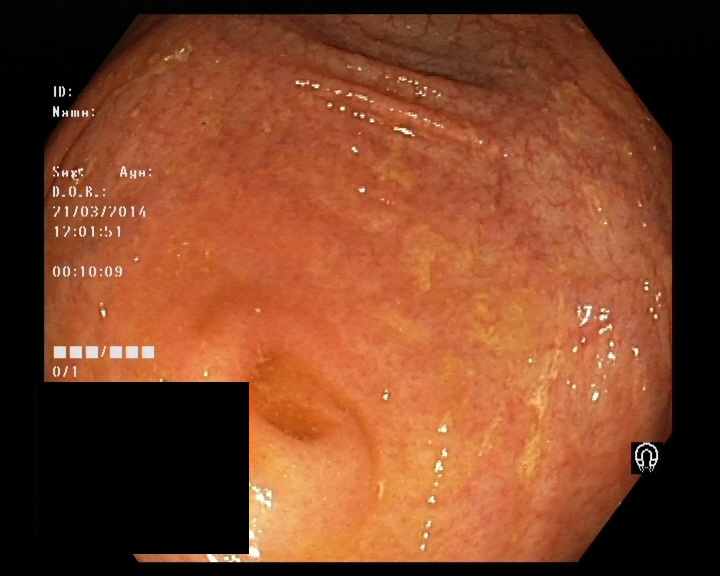 ID:
Name:
Sex: Age:
D.O.B.:
21/03/2014
12:01:51
00:10:09
■■■/■■■
0/1